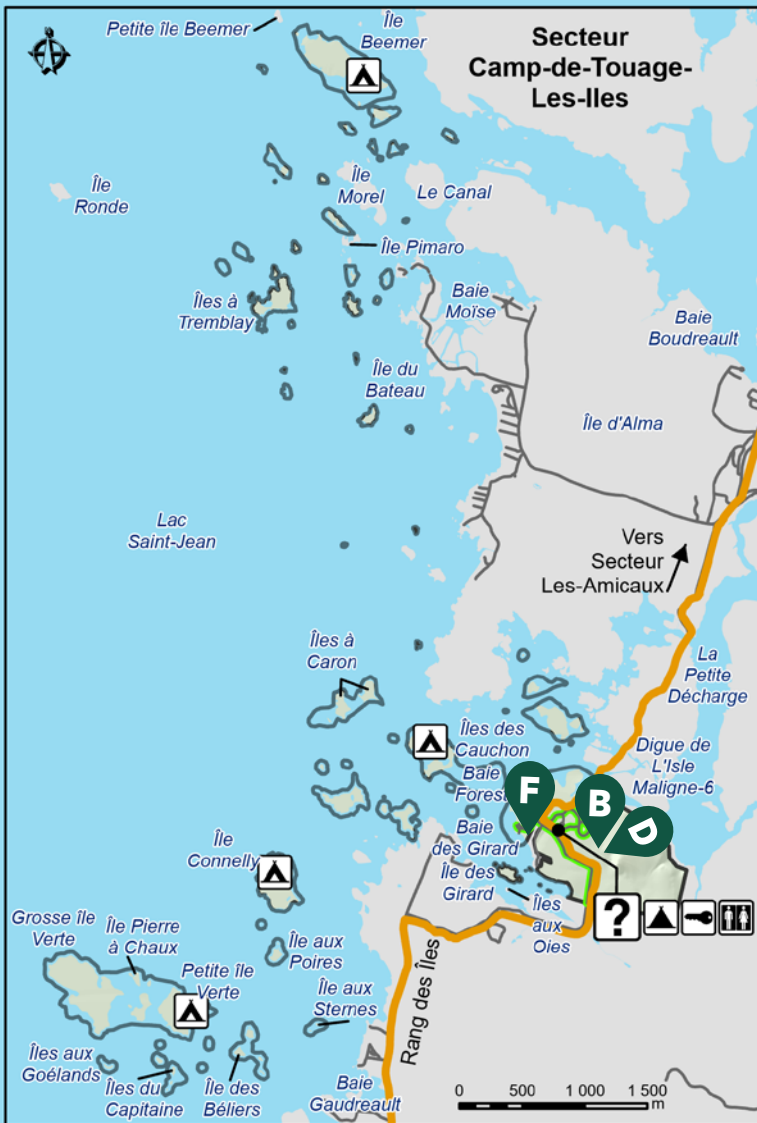 Petite île Beemer
Île
Beemer
Secteur
Camp-de-Touage-
Les-Iles
Île
Ronde
Île
Morel
Le Canal
Île Pimaro
Îles à
Tremblay
Baie
Moïse
Baie
Boudreault
Île du
Bateau
Île d'Alma
Lac
Saint-Jean
Vers
Secteur
Les-Amicaux
Îles à
Caron
La
Petite
Décharge
Îles des
Cauchon
Baie
Forest
Digue de
L'Isle
Maligne-6
F
B
D
Baie
des Girard
Île des
Girard
Île
Connelly
Îles
aux
Oies
?
Grosse île
Verte
Île Pierre
à Chaux
Petite île
Verte
Île aux
Poires
Île aux
Sternes
Rang des Îles
Îles aux
Goélands
Îles du
Capitaine
Île des
Béliers
Baie
Gaudreault
0 500 1 000 1 500
m